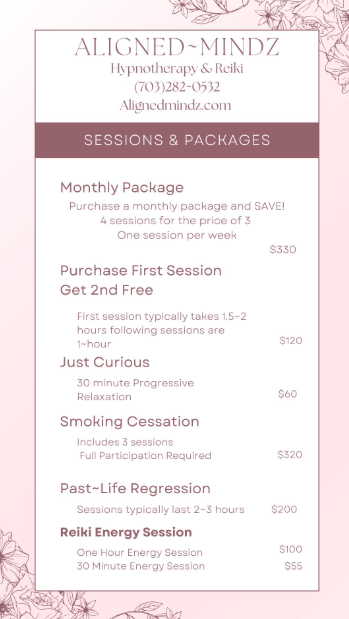 ALIGNED~MINDZ
Hypnotherapy & Reiki
(703)282-0532
Alignedmindz.com
SESSIONS & PACKAGES
Monthly Package
Purchase a monthly package and SAVE!
4 sessions for the price of 3
One session per week
$330
Purchase First Session
Get 2nd Free
First session typically takes 1.5~2
hours following sessions are
1~hour $120
Just Curious
30 minute Progressive
Relaxation $60
Smoking Cessation
Includes 3 sessions
Full Participation Required $320
Past~Life Regression
Sessions typically last 2~3 hours $200
Reiki Energy Session
One Hour Energy Session $100
30 Minute Energy Session $55